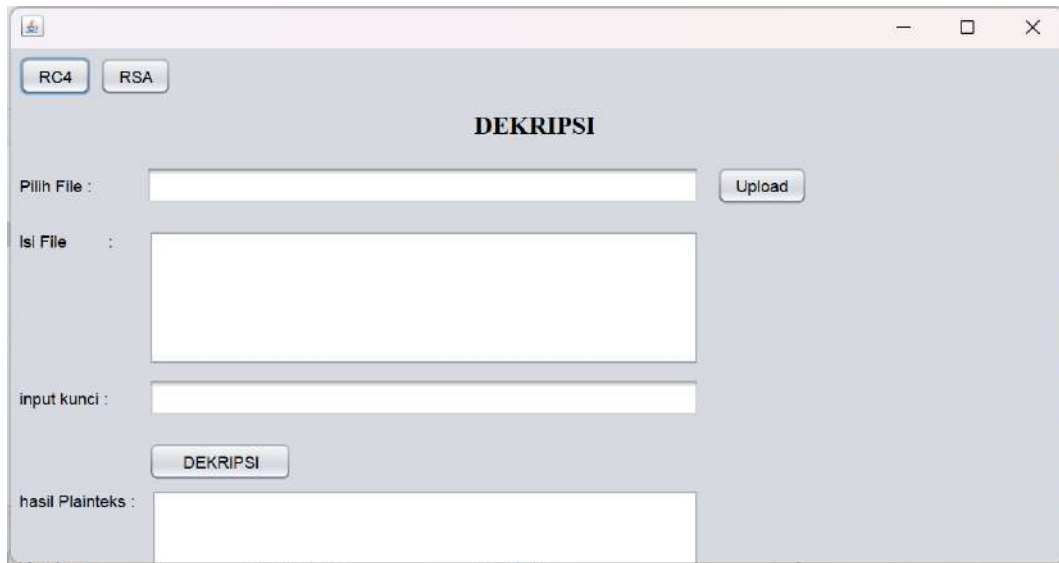 RC4 RSA
DEKRIPSI
Pilih File : Upload
Isi File :
input kunci :
DEKRIPSI
hasil Plainteks :